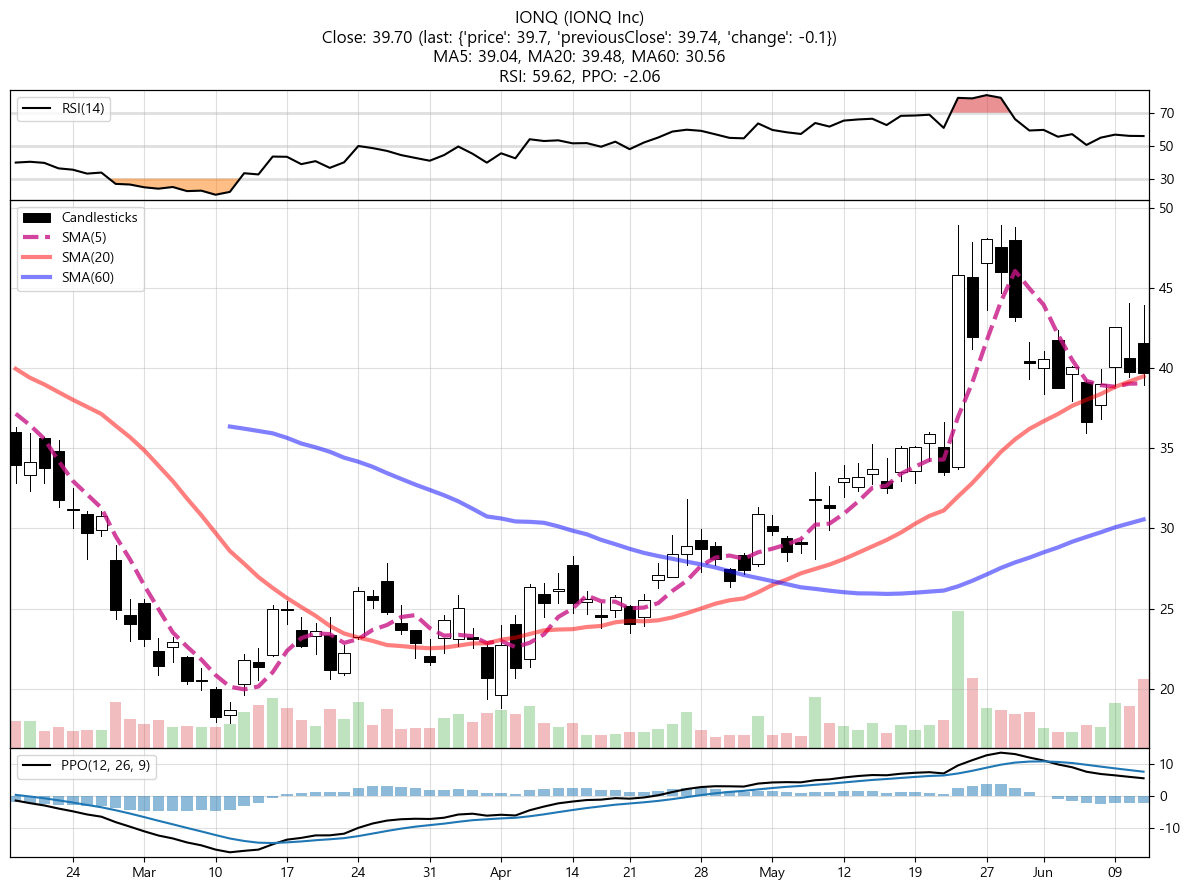 IONQ (IONQ Inc)
Close: 39.70 (last: {'price': 39.7, 'previousClose': 39.74, 'change': -0.1})
MA5: 39.04, MA20: 39.48, MA60: 30.56
RSI: 59.62, PPO: -2.06
RSI(14)
70
50
30
Candlesticks
SMA(5)
SMA(20)
SMA(60)
50
45
40
35
30
25
20
PPO(12, 26, 9)
10
0
-10
24 Mar 10 17 24 31 Apr 14 21 28 May 12 19 27 Jun 09